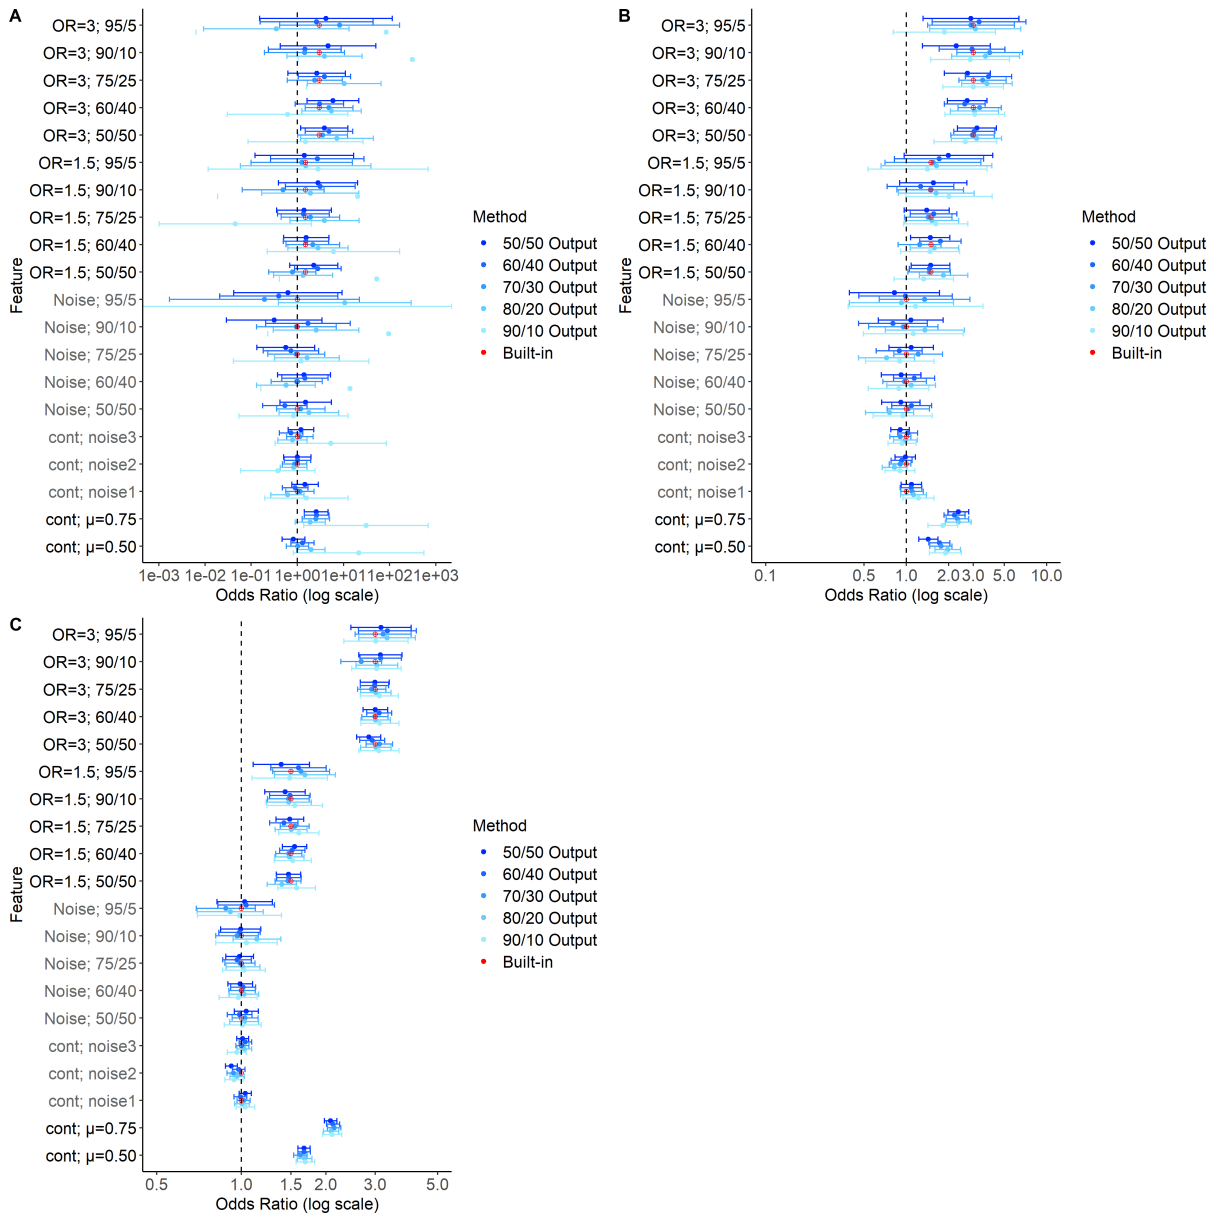 A
OR=3; 95/5
OR=3; 90/10
OR=3; 75/25
OR=3; 60/40
OR=3; 50/50
OR=1.5; 95/5
OR=1.5; 90/10
OR=1.5; 75/25
OR=1.5; 60/40
OR=1.5; 50/50
Noise; 95/5
Noise; 90/10
Noise; 75/25
Noise; 60/40
Noise; 50/50
cont; noise3
cont; noise2
cont; noise1
cont; μ=0.75
cont; μ=0.50
Feature
1e-03 1e-02 1e-01 1e+00 1e+01 1e+02 1e+03
Odds Ratio (log scale)
Method
50/50 Output
60/40 Output
70/30 Output
80/20 Output
90/10 Output
Built-in
B
OR=3; 95/5
OR=3; 90/10
OR=3; 75/25
OR=3; 60/40
OR=3; 50/50
OR=1.5; 95/5
OR=1.5; 90/10
OR=1.5; 75/25
OR=1.5; 60/40
OR=1.5; 50/50
Noise; 95/5
Noise; 90/10
Noise; 75/25
Noise; 60/40
Noise; 50/50
cont; noise3
cont; noise2
cont; noise1
cont; μ=0.75
cont; μ=0.50
Feature
0.1 0.5 1.0 2.0 3.0 5.0 10.0
Odds Ratio (log scale)
Method
50/50 Output
60/40 Output
70/30 Output
80/20 Output
90/10 Output
Built-in
C
OR=3; 95/5
OR=3; 90/10
OR=3; 75/25
OR=3; 60/40
OR=3; 50/50
OR=1.5; 95/5
OR=1.5; 90/10
OR=1.5; 75/25
OR=1.5; 60/40
OR=1.5; 50/50
Noise; 95/5
Noise; 90/10
Noise; 75/25
Noise; 60/40
Noise; 50/50
cont; noise3
cont; noise2
cont; noise1
cont; μ=0.75
cont; μ=0.50
Feature
0.5 1.0 1.5 2.0 3.0 5.0
Odds Ratio (log scale)
Method
50/50 Output
60/40 Output
70/30 Output
80/20 Output
90/10 Output
Built-in